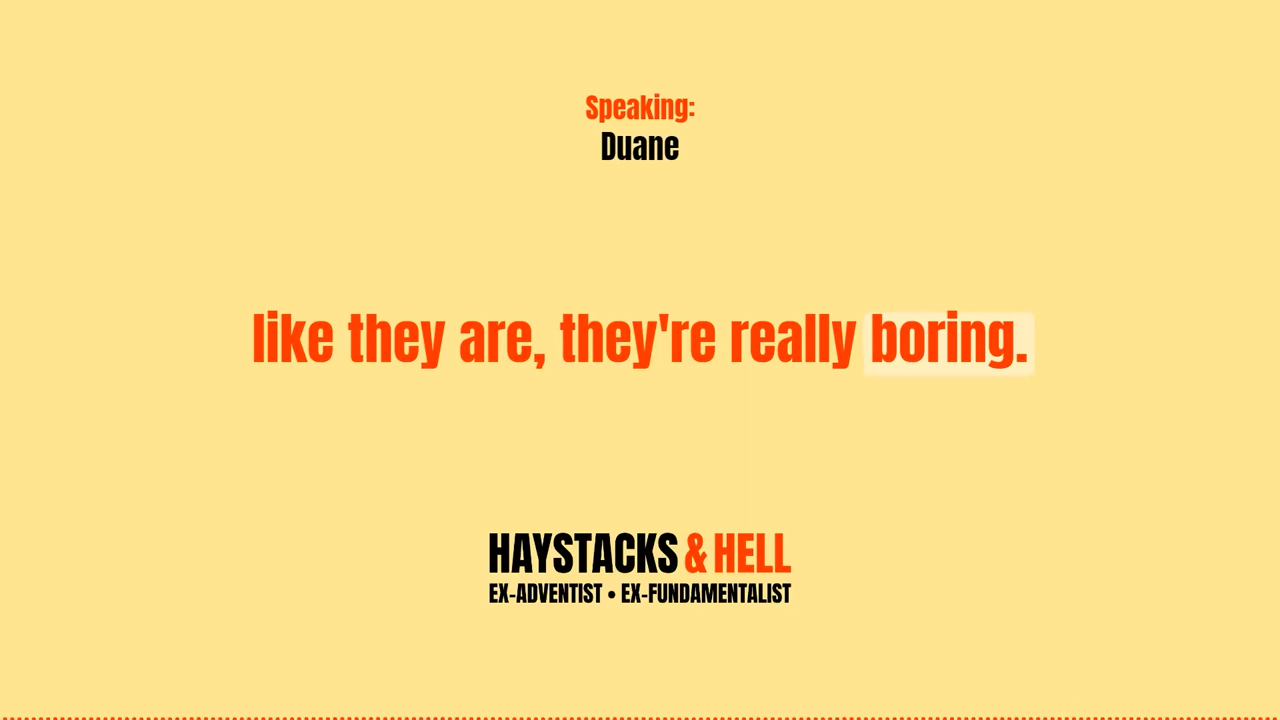 Speaking:
Duane
like they are, they're really boring.
HAYSTACKS & HELL
EX-ADVENTIST • EX-FUNDAMENTALIST